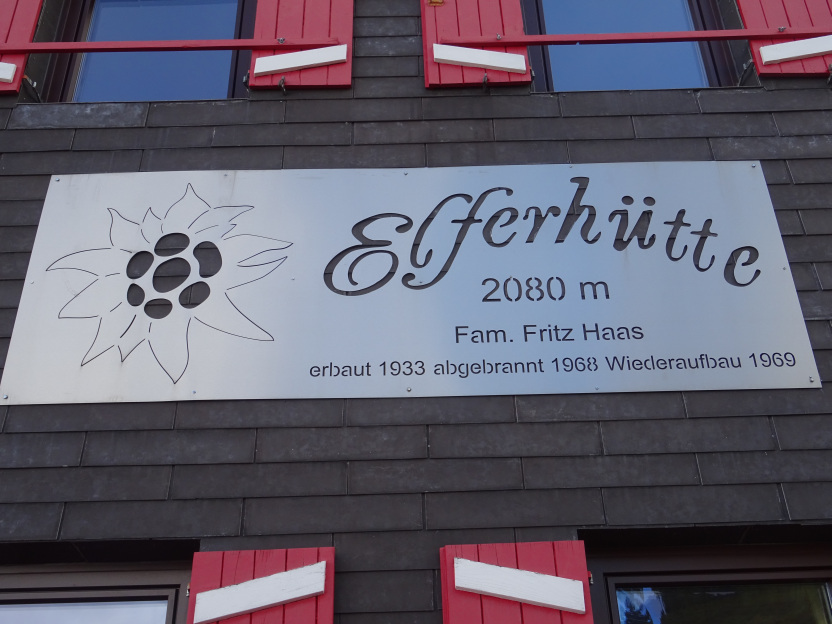 Elferhütte
2080 m
Fam. Fritz Haas
erbaut 1933 abgebrannt 1968 Wiederaufbau 1969